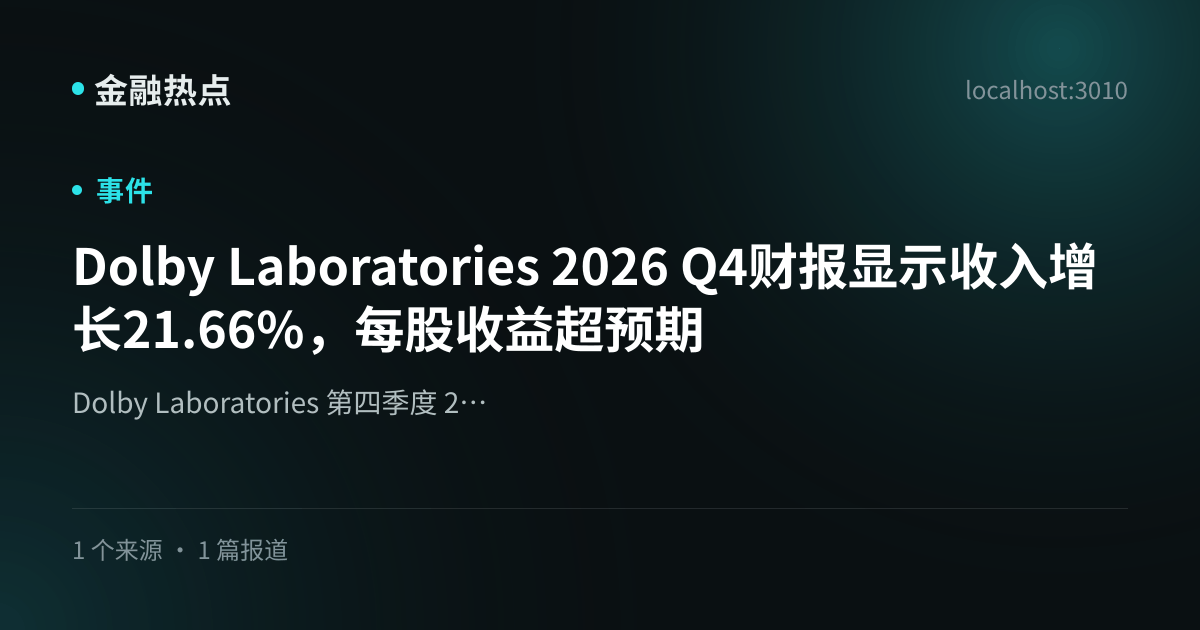 金融热点
localhost:3010
事件
Dolby Laboratories 2026 Q4财报显示收入增
长21.66%，每股收益超预期
Dolby Laboratories 第四季度 2…
1 个来源 · 1 篇报道